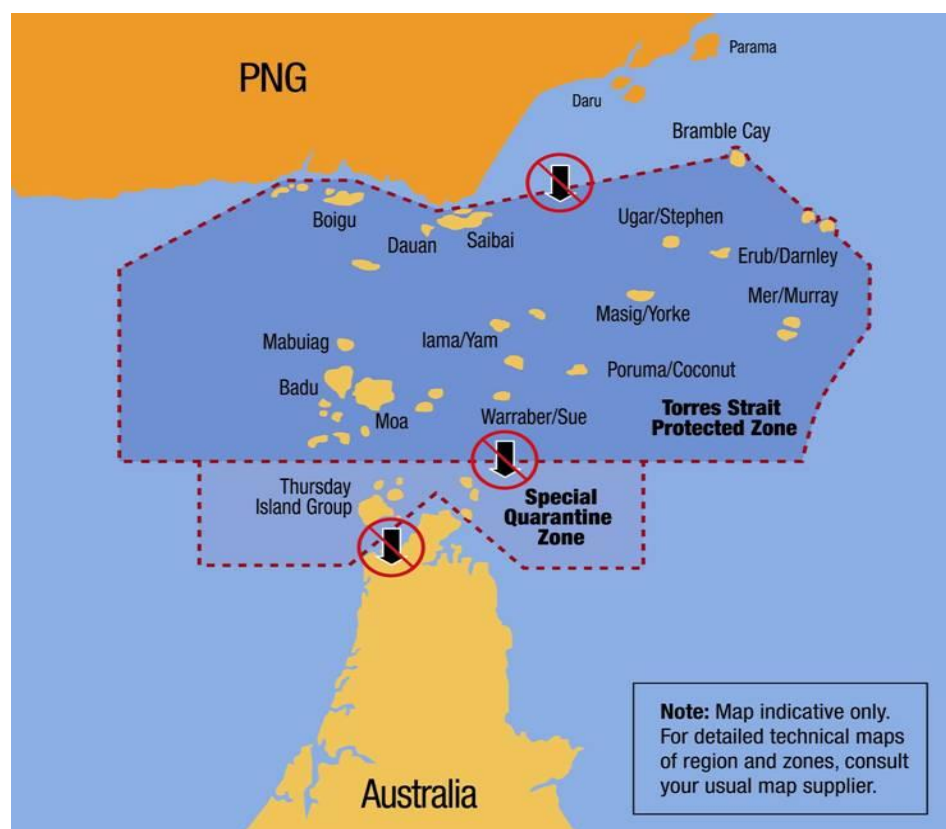 PNG
Parama
Daru
Bramble Cay
Boigu
Dauan
Saibai
Ugar/Stephen
Erub/Darnley
Mer/Murray
Masig/Yorke
Iama/Yam
Mabuiag
Badu
Moa
Poruma/Coconut
Warraber/Sue
Torres Strait
Protected Zone
Thursday
Island Group
Special
Quarantine
Zone
Australia
Note: Map indicative only.
For detailed technical maps
of region and zones, consult
your usual map supplier.